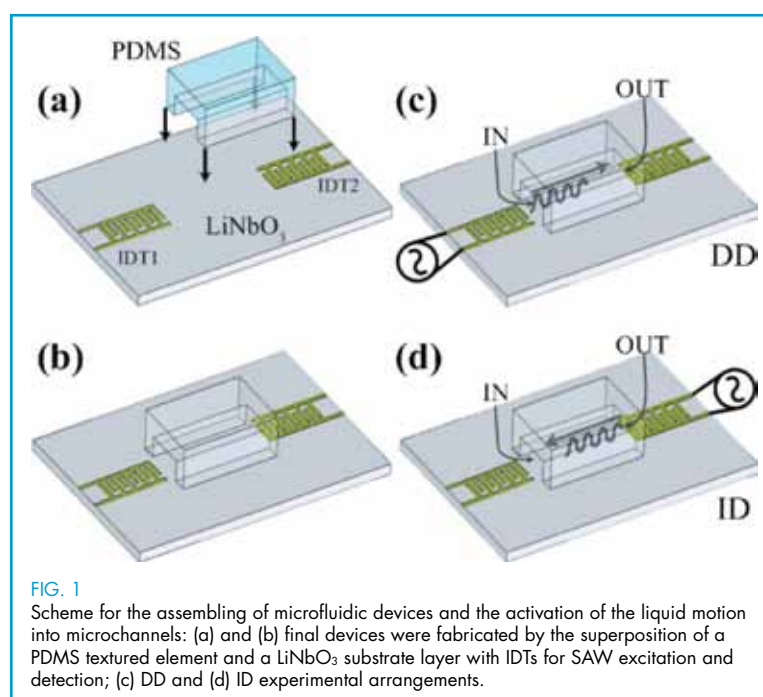 PDMS
(a)
IDT2
LiNbO3
IDT1
(c)
OUT
IN
DD
(b)
(d)
OUT
IN
ID
FIG. 1
Scheme for the assembling of microfluidic devices and the activation of the liquid motion
into microchannels: (a) and (b) final devices were fabricated by the superposition of a
PDMS textured element and a LiNbO₃ substrate layer with IDTs for SAW excitation and
detection; (c) DD and (d) ID experimental arrangements.